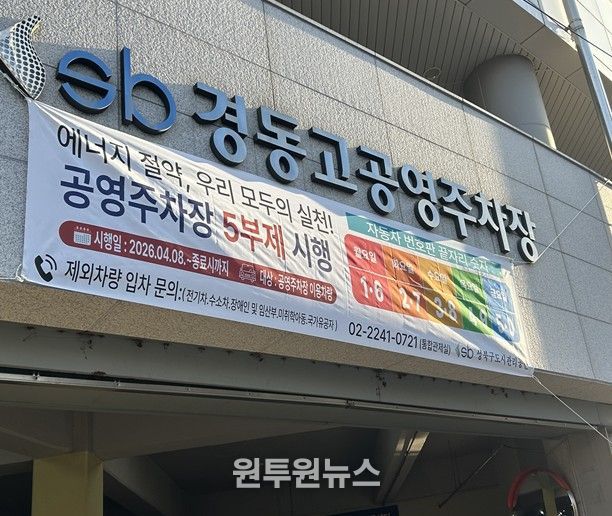 sb 경동고공영주차장
에너지 절약, 우리 모두의 실천!
공영주차장 5부제 시행
시행일 : 2026.04.08.~종료시까지
대상 : 공영주차장 이용차량
제외차량 입차 문의:(전기차.수소차.장애인 및 임산부.미취학아동.국가유공자)
02-2241-0721(통합관제실)
자동차 번호판 끝자리 숫자
월요일 화요일 수요일 목요일 금요일
1·6 2·7 3·8 4·9 5·0
sb 성북구도시관리공단
원투원뉴스